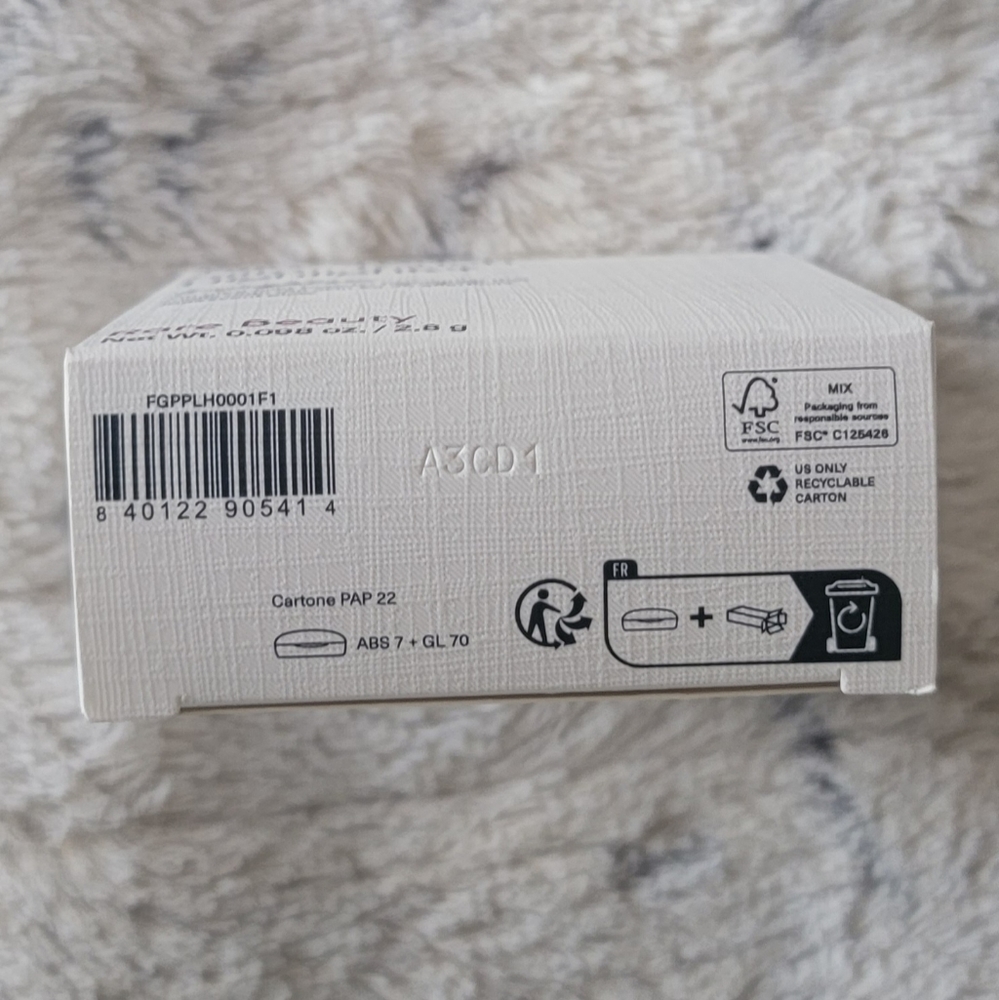 Rare Beauty
Net Wt. 0.098 oz. / 2.8 g
FGPPLH0001F1
8 40122 90541 4
A3CD1
FSC
www.fsc.org
MIX
Packaging from
responsible sources
FSC® C125426
US ONLY
RECYCLABLE
CARTON
Cartone PAP 22
ABS 7 + GL 70
FR
+